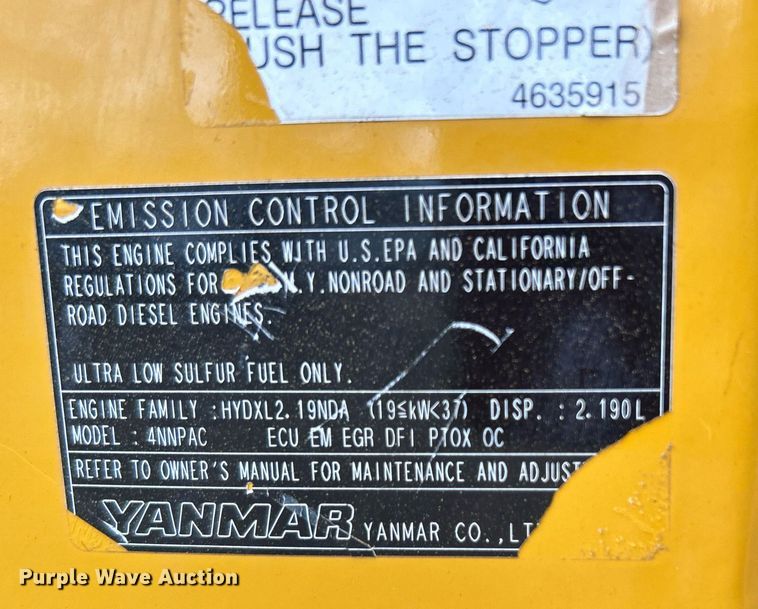 RELEASE
PUSH THE STOPPER)
4635915
EMISSION CONTROL INFORMATION
THIS ENGINE COMPLIES WITH U.S.EPA AND CALIFORNIA
REGULATIONS FOR M.Y.NONROAD AND STATIONARY/OFF-
ROAD DIESEL ENGINES.
ULTRA LOW SULFUR FUEL ONLY.
ENGINE FAMILY :HYDXL2.19NDA (19≤kW<37) DISP. : 2.190L
MODEL : 4NNPAC ECU EM EGR DFI PTOX OC
REFER TO OWNER'S MANUAL FOR MAINTENANCE AND ADJUST
YANMAR YANMAR CO.,LT
Purple Wave Auction